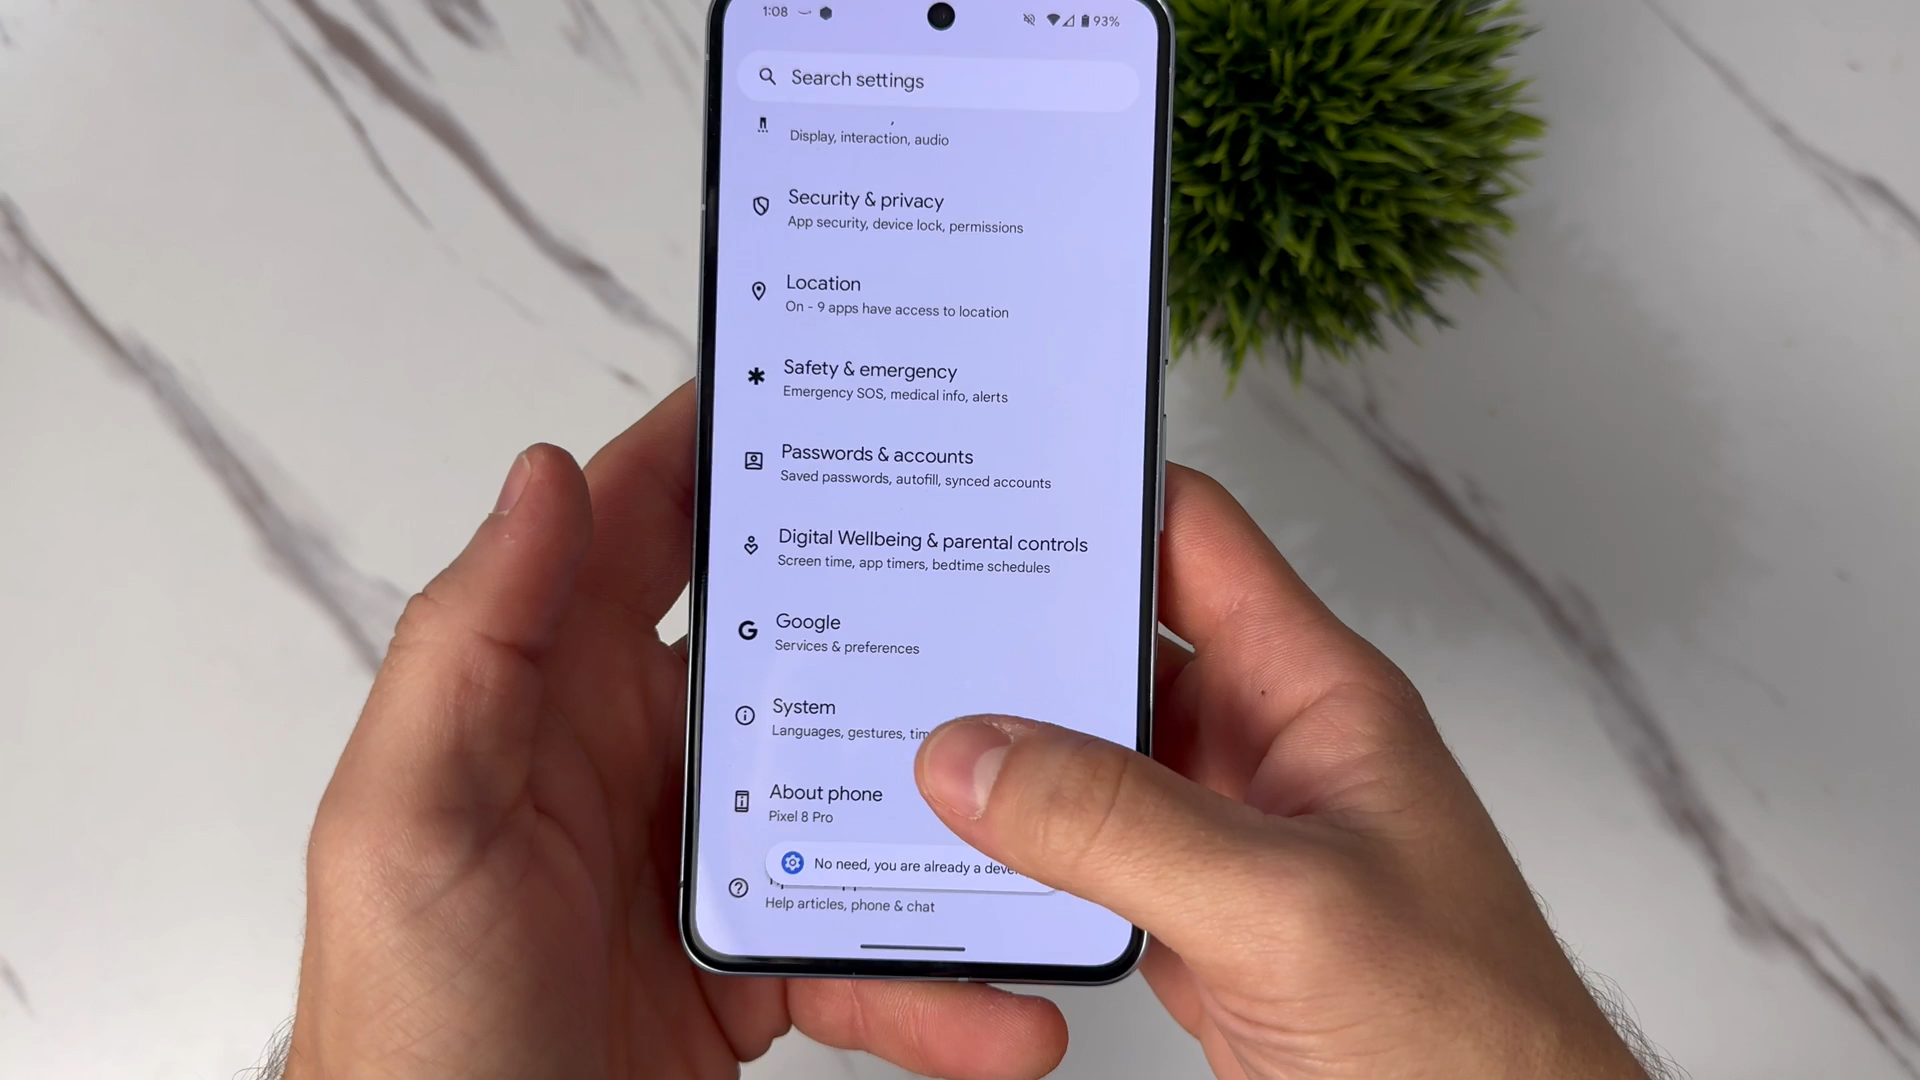 1:08
93%
Search settings
Display, interaction, audio
Security & privacy
App security, device lock, permissions
Location
On - 9 apps have access to location
Safety & emergency
Emergency SOS, medical info, alerts
Passwords & accounts
Saved passwords, autofill, synced accounts
Digital Wellbeing & parental controls
Screen time, app timers, bedtime schedules
Google
Services & preferences
System
Languages, gestures,
About phone
Pixel 8 Pro
No need, you are already a
Help articles, phone & chat